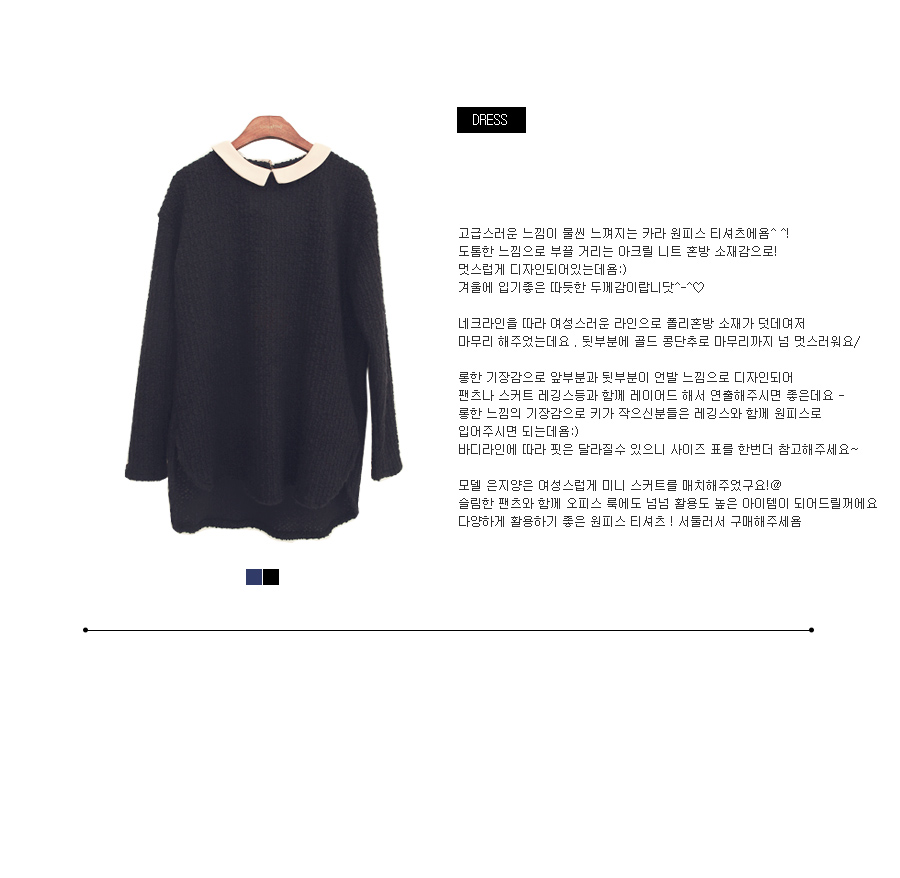 DRESS
고급스러운 느낌이 물씬 느껴지는 카라 원피스 티셔츠에욤^ ^!
도톰한 느낌으로 부끌 거리는 아크릴 니트 혼방 소재감으로!
멋스럽게 디자인되어있는데욤:)
겨울에 입기좋은 따듯한 두께감이랍니닷^-^♡
네크라인을 따라 여성스러운 라인으로 폴리혼방 소재가 덧데여져
마무리 해주었는데요 , 뒷부분에 골드 콩단추로 마무리까지 넘 멋스러워요/
롱한 기장감으로 앞부분과 뒷부분이 언발 느낌으로 디자인되어
팬츠나 스커트 레깅스등과 함께 레이어드 해서 연출해주시면 좋은데요 -
롱한 느낌의 기장감으로 키가 작으신분들은 레깅스와 함께 원피스로
입어주시면 되는데욤:)
바디라인에 따라 핏은 달라질수 있으니 사이즈 표를 한번더 참고해주세요~
모델 은지양은 여성스럽게 미니 스커트를 매치해주었구요!@
슬림한 팬츠와 함께 오피스 룩에도 넘넘 활용도 높은 아이템이 되어드릴꺼에요
다양하게 활용하기 좋은 원피스 티셔츠 ! 서둘러서 구매해주세욤